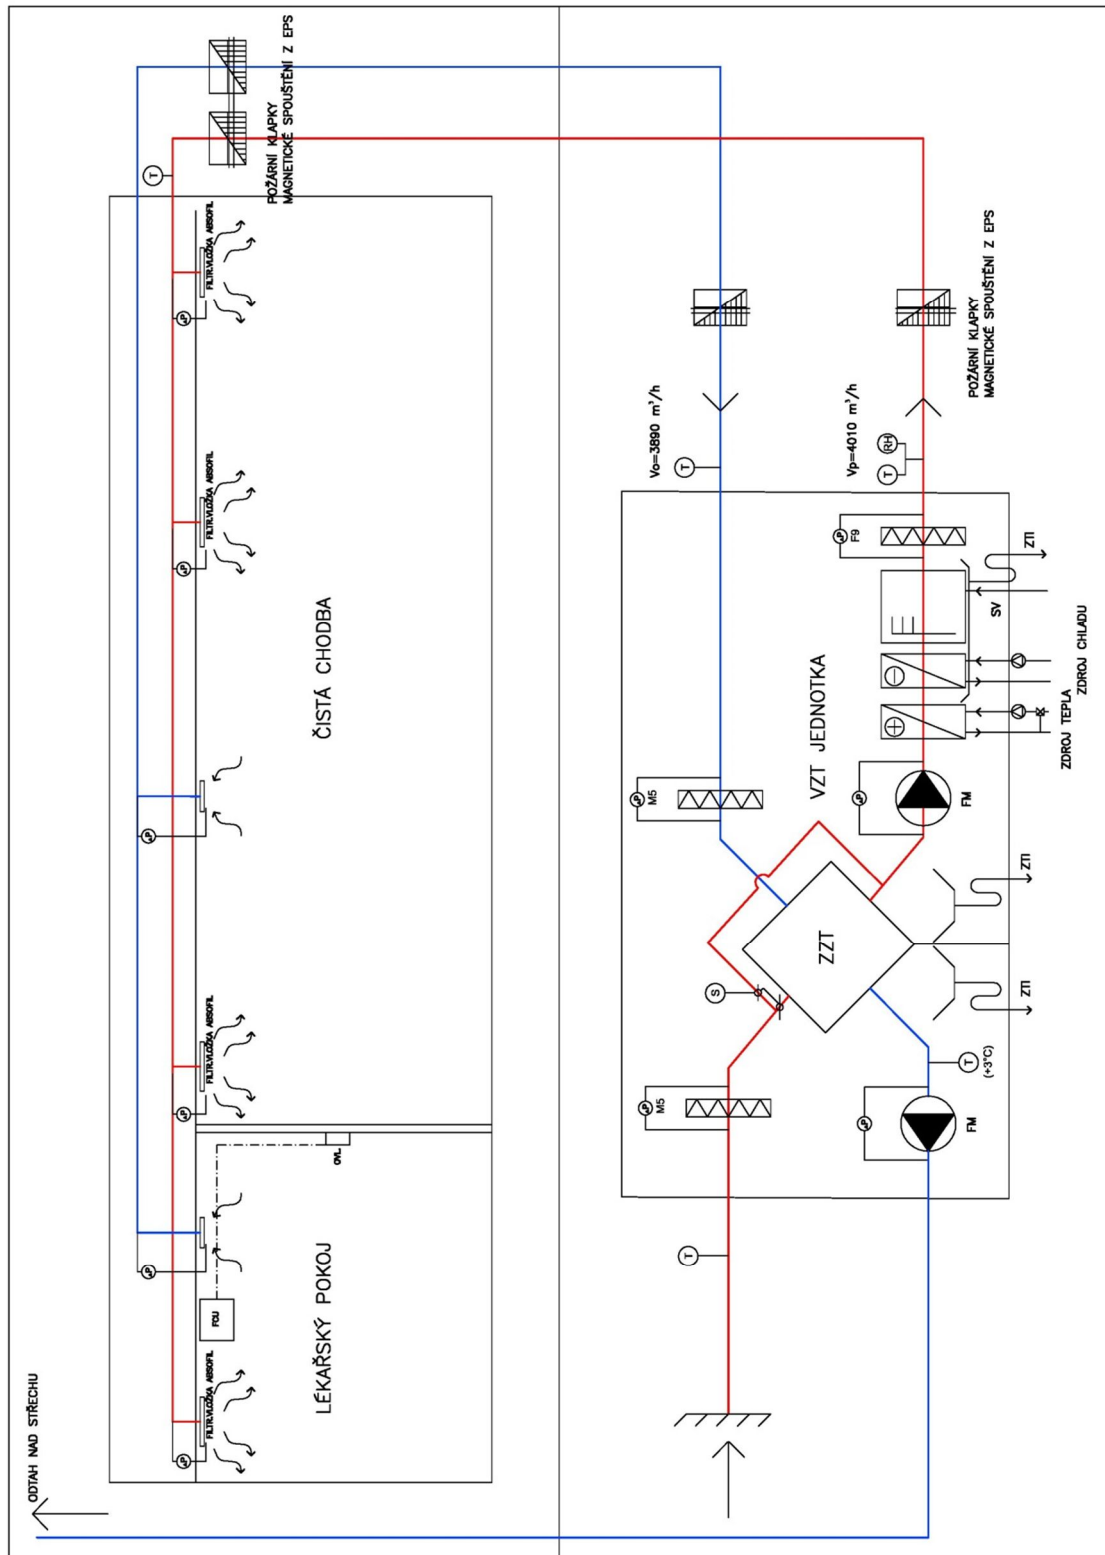 ODTAH NAD STŘECHU
LÉKAŘSKÝ POKOJ
FCU
OVL.
FILTR.VLOŽKA ABSOFIL
FILTR.VLOŽKA ABSOFIL
ČISTÁ CHODBA
FILTR.VLOŽKA ABSOFIL
FILTR.VLOŽKA ABSOFIL
T
POŽÁRNÍ KLAPKY
MAGNETICKÉ SPOUŠTĚNÍ Z EPS
T
M5
S
ZZT
M5
VZT JEDNOTKA
T
Vo=3890 m³/h
FM
T
(+3°C)
ZTI
ZTI
FM
F9
T
RH
Vp=4010 m³/h
ZDROJ TEPLA
ZDROJ CHLADU
SV
ZTI
POŽÁRNÍ KLAPKY
MAGNETICKÉ SPOUŠTĚNÍ Z EPS